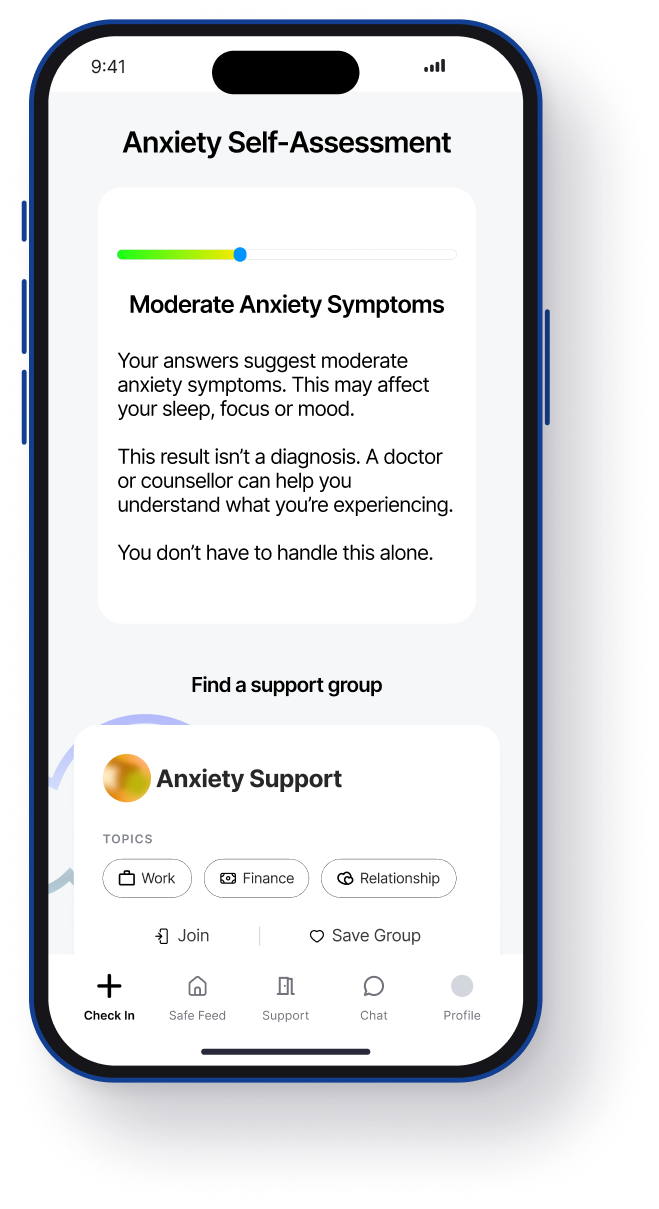 9:41
Anxiety Self-Assessment
Moderate Anxiety Symptoms
Your answers suggest moderate
anxiety symptoms. This may affect
your sleep, focus or mood.
This result isn’t a diagnosis. A doctor
or counsellor can help you
understand what you’re experiencing.
You don’t have to handle this alone.
Find a support group
Anxiety Support
TOPICS
Work Finance Relationship
Join Save Group
Check In Safe Feed Support Chat Profile